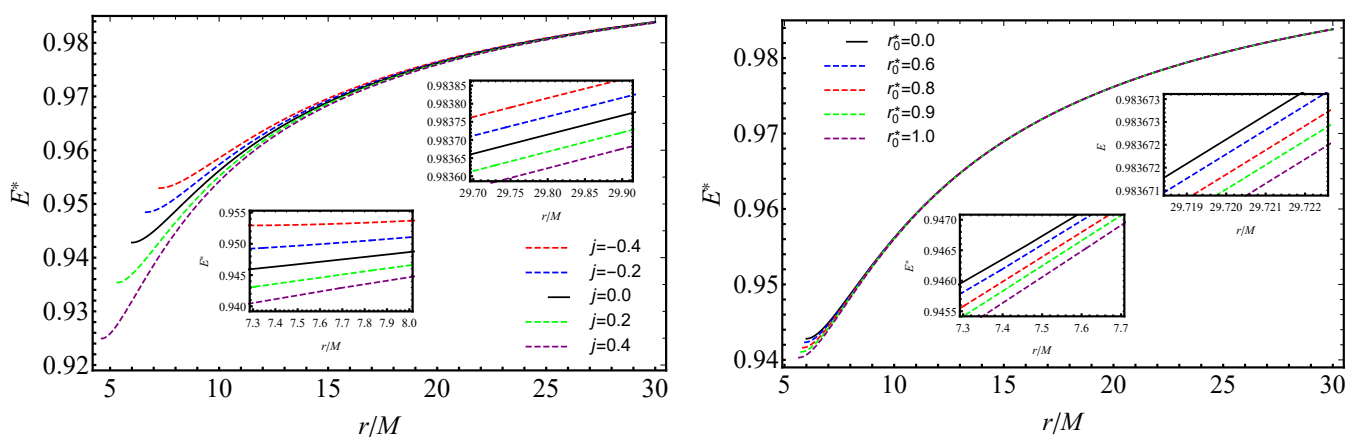 E*
0.98
0.97
0.96
0.95
0.94
0.93
0.92
5 10 15 20 25 30
r/M
0.98385
0.98380
0.98376
0.98370
0.98365
0.98360
29.70 29.75 29.80 29.85 29.90
r/M
0.955
0.950
0.945
0.940
E*
7.3 7.4 7.5 7.6 7.7 7.8 7.9 8.0
r/M
j=-0.4
j=-0.2
j=0.0
j=0.2
j=0.4
E*
0.98
0.97
0.96
0.95
0.94
5 10 15 20 25 30
r/M
r₀*=0.0
r₀*=0.6
r₀*=0.8
r₀*=0.9
r₀*=1.0
0.983673
0.983673
0.983672
0.983672
0.983671
E
29.719 29.720 29.721 29.722
r/M
0.9470
0.9465
0.9460
0.9455
E*
7.3 7.4 7.5 7.6 7.7
r/M